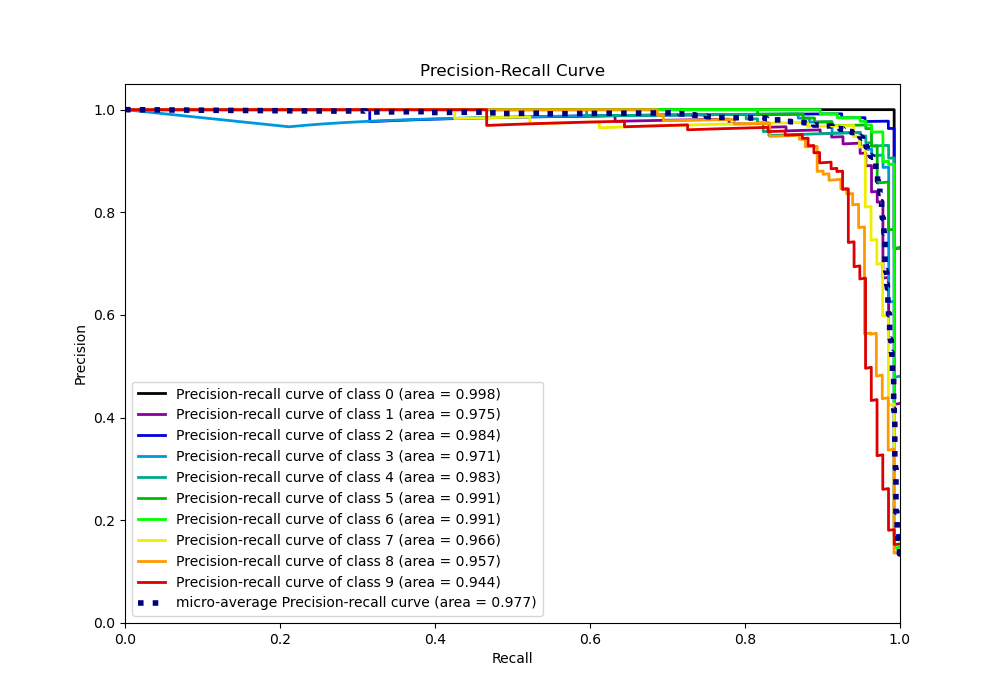 Precision-Recall Curve
1.0
0.8
0.6
0.4
0.2
0.0
Precision
Precision-recall curve of class 0 (area = 0.998)
Precision-recall curve of class 1 (area = 0.975)
Precision-recall curve of class 2 (area = 0.984)
Precision-recall curve of class 3 (area = 0.971)
Precision-recall curve of class 4 (area = 0.983)
Precision-recall curve of class 5 (area = 0.991)
Precision-recall curve of class 6 (area = 0.991)
Precision-recall curve of class 7 (area = 0.966)
Precision-recall curve of class 8 (area = 0.957)
Precision-recall curve of class 9 (area = 0.944)
micro-average Precision-recall curve (area = 0.977)
0.0 0.2 0.4 0.6 0.8 1.0
Recall